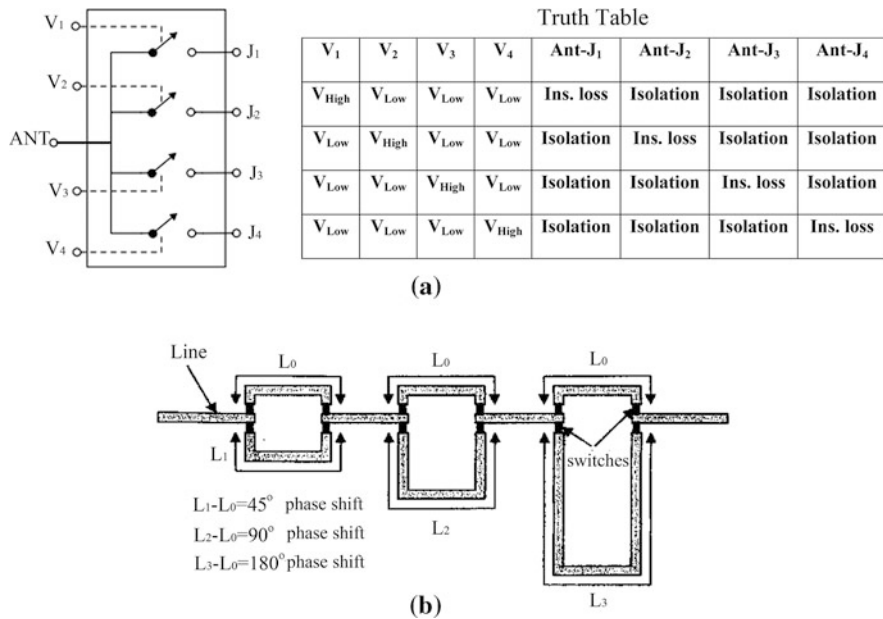 Truth Table
V1
V2
ANT
V3
V4
J1
J2
J3
J4
V1 V2 V3 V4 Ant-J1 Ant-J2 Ant-J3 Ant-J4
VHigh VLow VLow VLow Ins. loss Isolation Isolation Isolation
VLow VHigh VLow VLow Isolation Ins. loss Isolation Isolation
VLow VLow VHigh VLow Isolation Isolation Ins. loss Isolation
VLow VLow VLow VHigh Isolation Isolation Isolation Ins. loss
(a)
Line
L0
L0
L0
L1
switches
L2
L3
L1-L0=45° phase shift
L2-L0=90° phase shift
L3-L0=180° phase shift
(b)